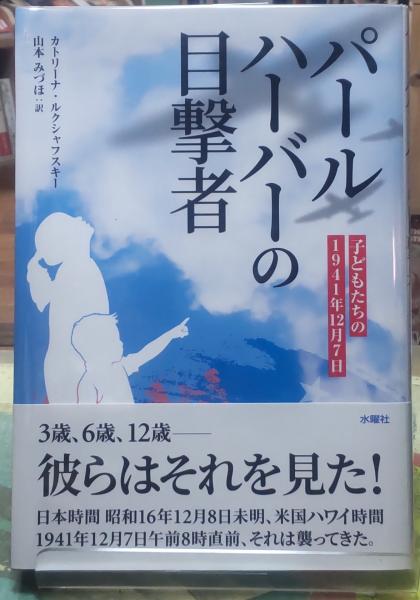 パール
ハーバーの
目撃者
子どもたちの
1941年12月7日
カトリーナ・ルクシャフスキー
山本 みづほ:訳
水曜社
3歳、6歳、12歳――
彼らはそれを見た!
日本時間 昭和16年12月8日未明、米国ハワイ時間
1941年12月7日午前8時直前、それは襲ってきた。